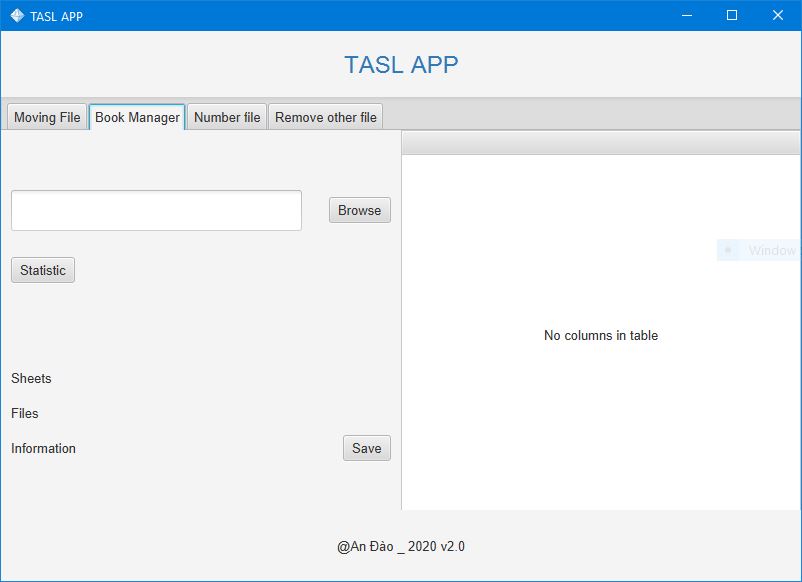 TASL APP
TASL APP
Moving File Book Manager Number file Remove other file
Browse
Window
Statistic
No columns in table
Sheets
Files
Information Save
@An Đào _ 2020 v2.0